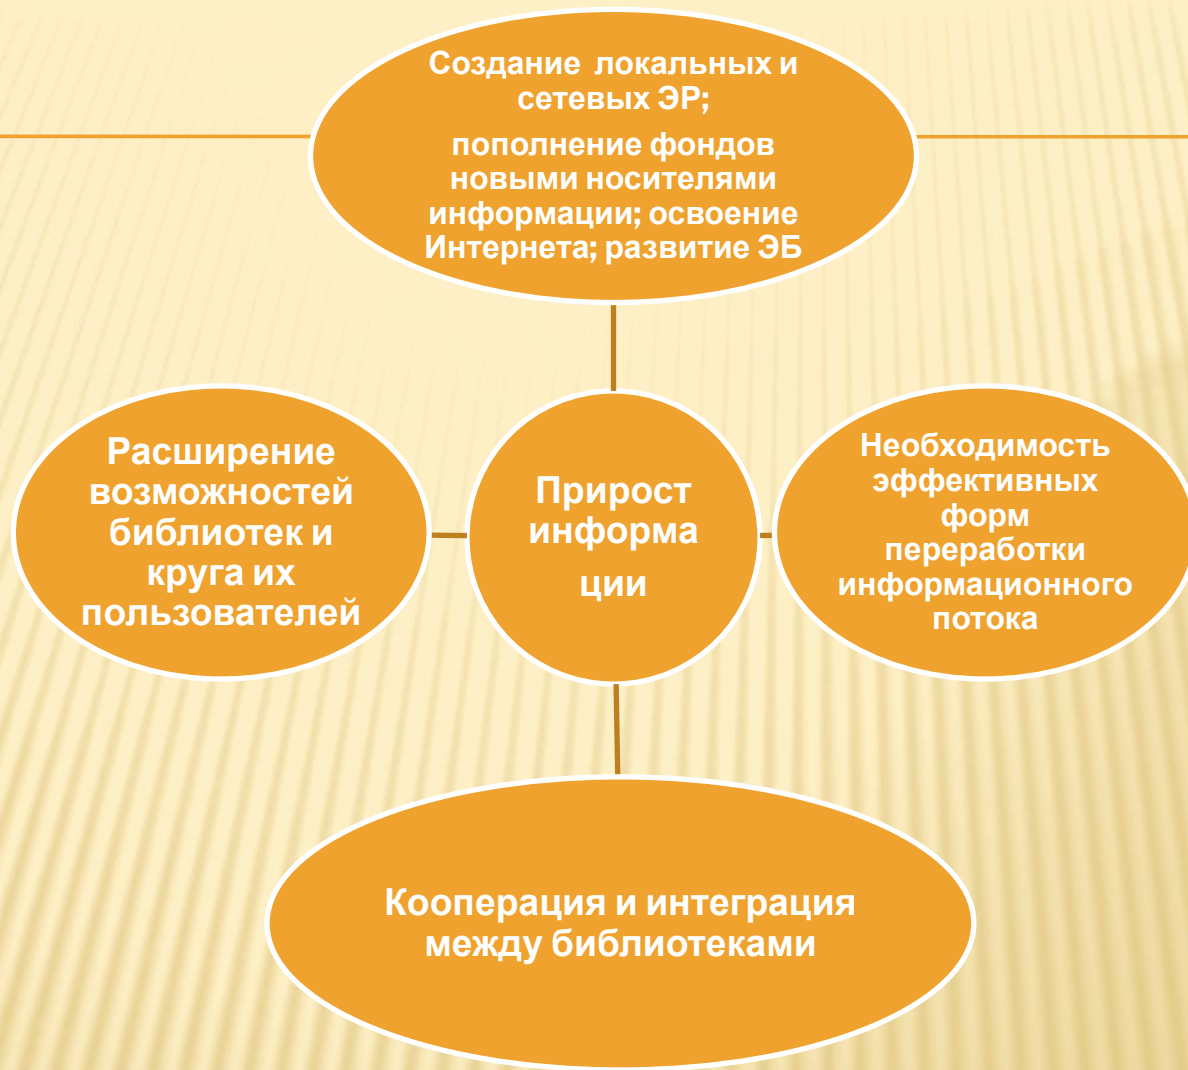 Создание локальных и
сетевых ЭР;
пополнение фондов
новыми носителями
информации; освоение
Интернета; развитие ЭБ
Расширение
возможностей
библиотек и
круга их
пользователей
Прирост
информа
ции
Необходимость
эффективных
форм
переработки
информационного
потока
Кооперация и интеграция
между библиотеками